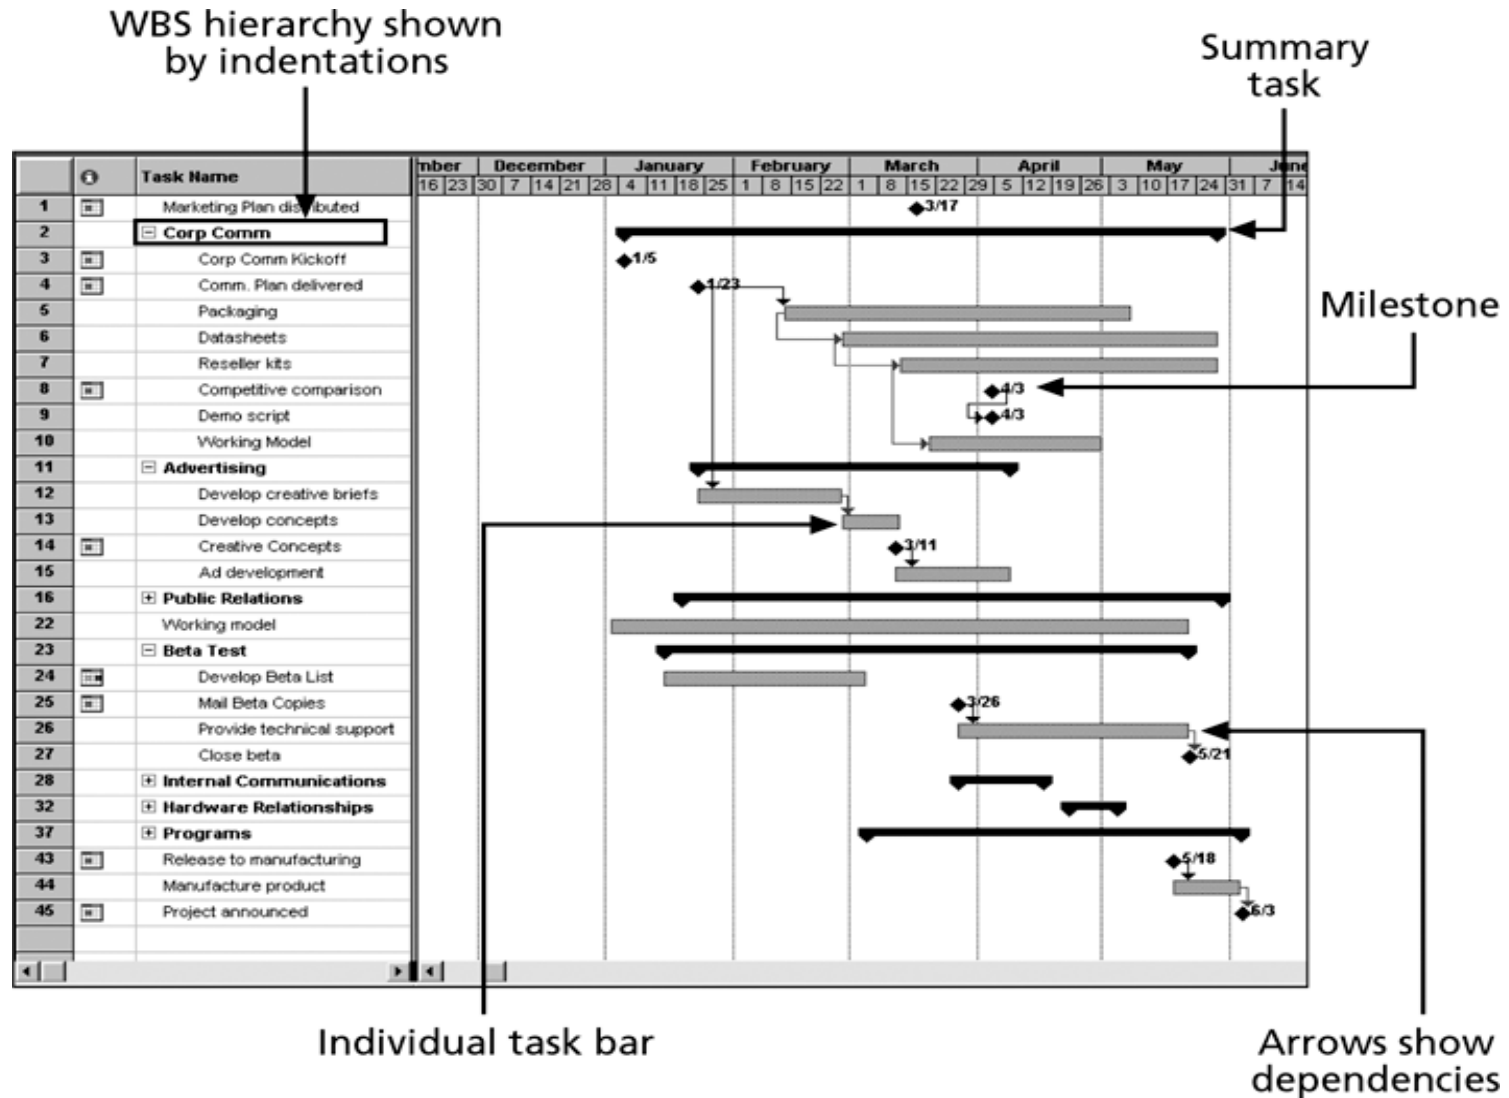 WBS hierarchy shown
by indentations
Summary
task
Task Name
mber December January February March April May June
16 23 30 7 14 21 28 4 11 18 25 1 8 15 22 1 8 15 22 29 5 12 19 26 3 10 17 24 31 7 14
1 Marketing Plan distributed 3/17
2 Corp Comm
3 Corp Comm Kickoff 1/5
4 Comm. Plan delivered 1/23
5 Packaging
6 Datasheets
7 Reseller kits
8 Competitive comparison 4/3
9 Demo script 4/3
10 Working Model
11 Advertising
12 Develop creative briefs
13 Develop concepts
14 Creative Concepts 3/11
15 Ad development
16 Public Relations
22 Working model
23 Beta Test
24 Develop Beta List
25 Mail Beta Copies 3/26
26 Provide technical support
27 Close beta 5/21
28 Internal Communications
32 Hardware Relationships
37 Programs
43 Release to manufacturing 5/18
44 Manufacture product
45 Project announced 6/3
Milestone
Individual task bar
Arrows show
dependencies